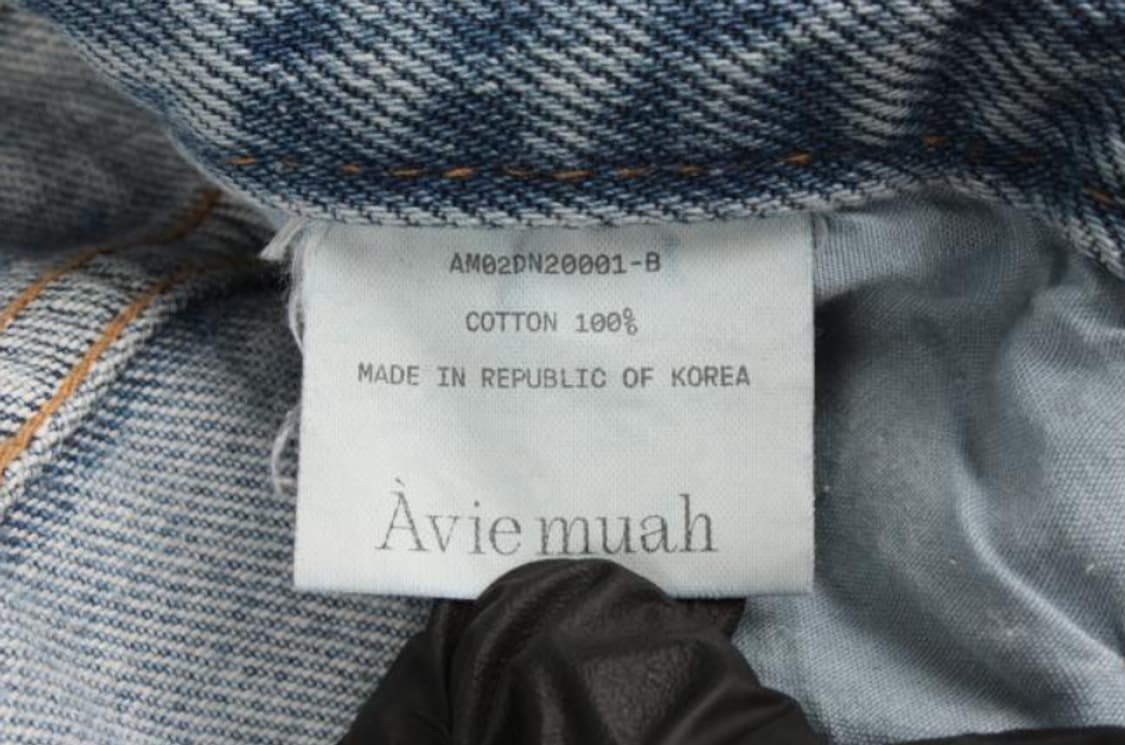 AM02DN20001-B
COTTON 100%
MADE IN REPUBLIC OF KOREA
Àvie muah